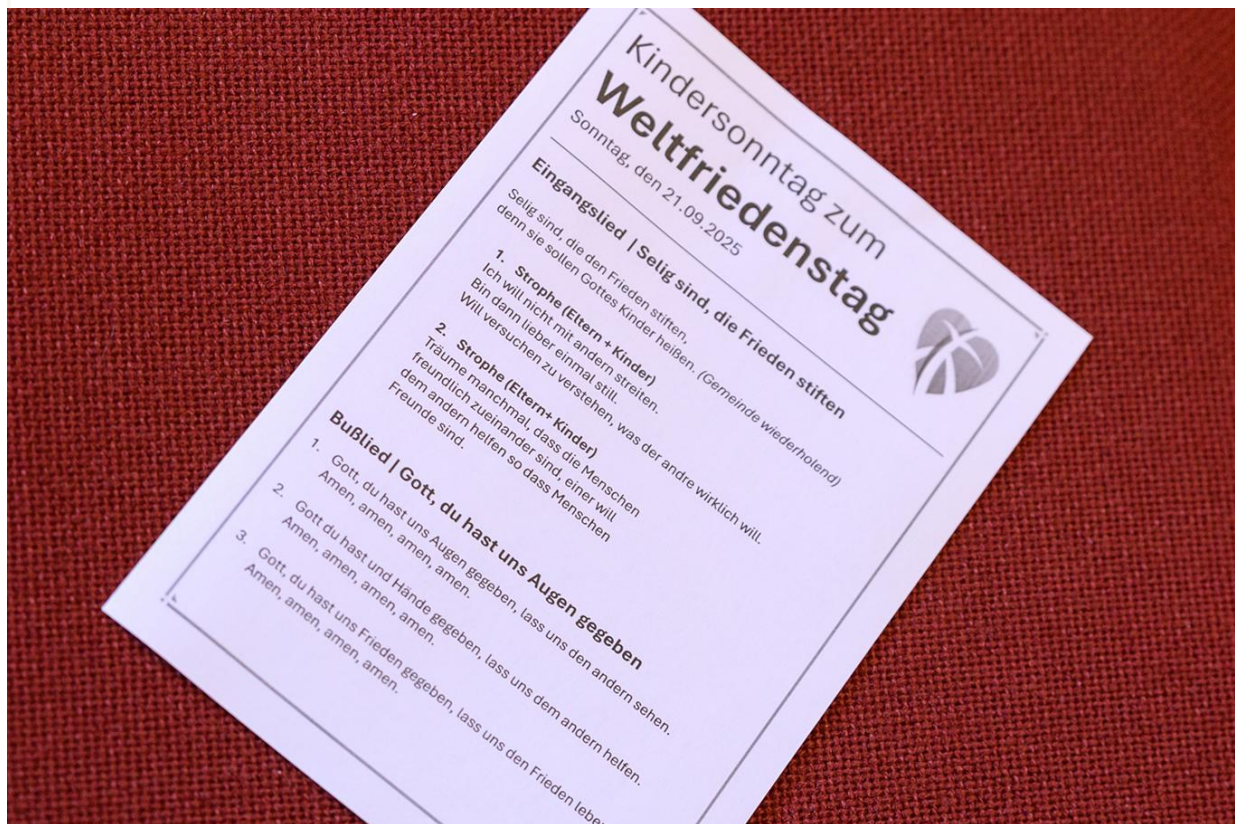 Kindersonntag zum
Weltfriedenstag
Sonntag, den 21.09.2025
Eingangslied | Selig sind, die Frieden stiften
Selig sind, die den Frieden stiften,
denn sie sollen Gottes Kinder heißen. (Gemeinde wiederholend)
1. Strophe (Eltern + Kinder)
Ich will nicht mit andern streiten.
Bin dann lieber einmal still.
Will versuchen zu verstehen, was der andre wirklich will.
2. Strophe (Eltern+ Kinder)
Träume manchmal, dass die Menschen
freundlich zueinander sind, einer will
dem andern helfen so dass Menschen
Freunde sind.
Bußlied | Gott, du hast uns Augen gegeben
1. Gott, du hast uns Augen gegeben, lass uns den andern sehen.
Amen, amen, amen, amen.
2. Gott du hast und Hände gegeben, lass uns dem andern helfen.
Amen, amen, amen, amen.
3. Gott, du hast uns Frieden gegeben, lass uns den Frieden
Amen, amen, amen, amen.